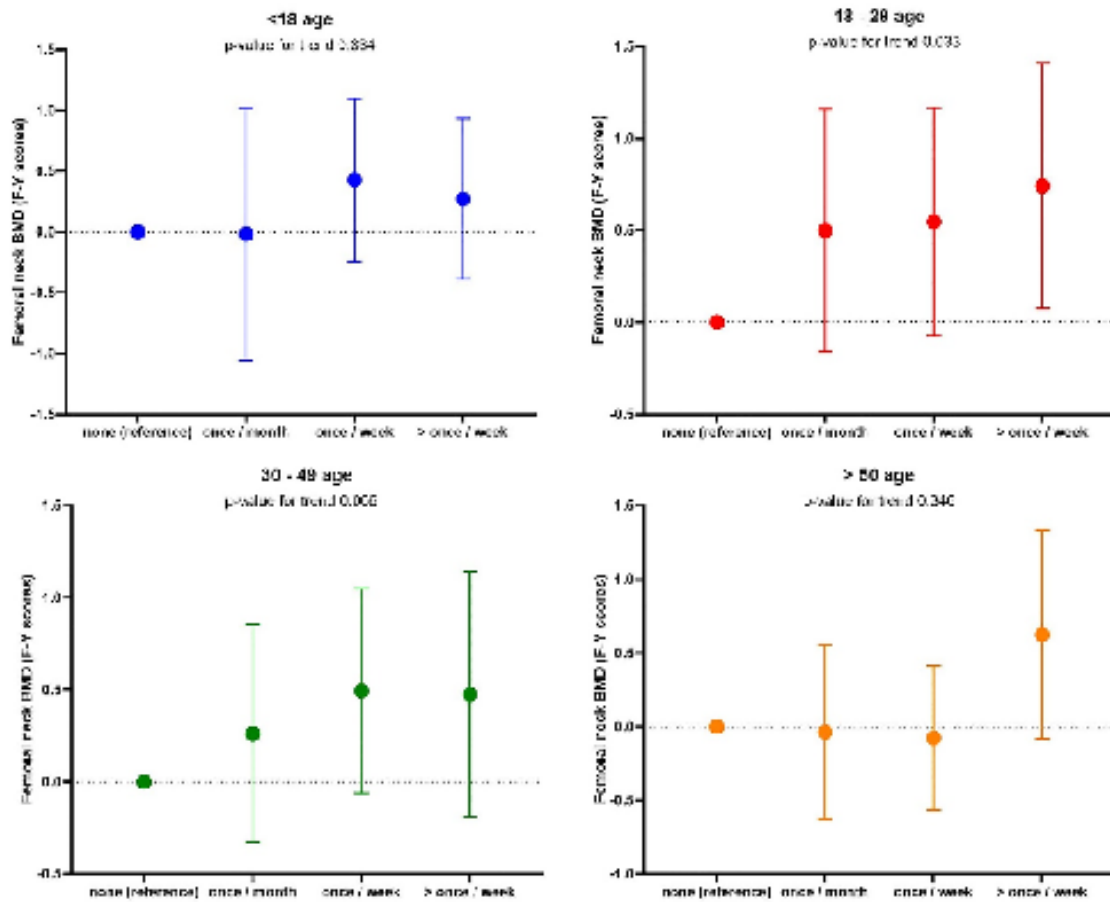 <18 age
p-value for trend 0.834
Femoral neck BMD (F-Y scores)
1.5
1.0
0.5
0.0
-0.5
-1.0
-1.5
none (reference) once / month once / week > once / week
18 - 29 age
p-value for trend 0.033
Femoral neck BMD (F-Y scores)
1.5
1.0
0.5
0.0
-0.5
none (reference) once / month once / week > once / week
30 - 49 age
p-value for trend
Femoral neck BMD (F-Y scores)
1.5
1.0
0.5
0.0
-0.5
none (reference) once / month once / week > once / week
> 50 age
p-value for trend
Femoral neck BMD (F-Y scores)
1.5
1.0
0.5
0.0
-0.5
-1.0
none (reference) once / month once / week > once / week